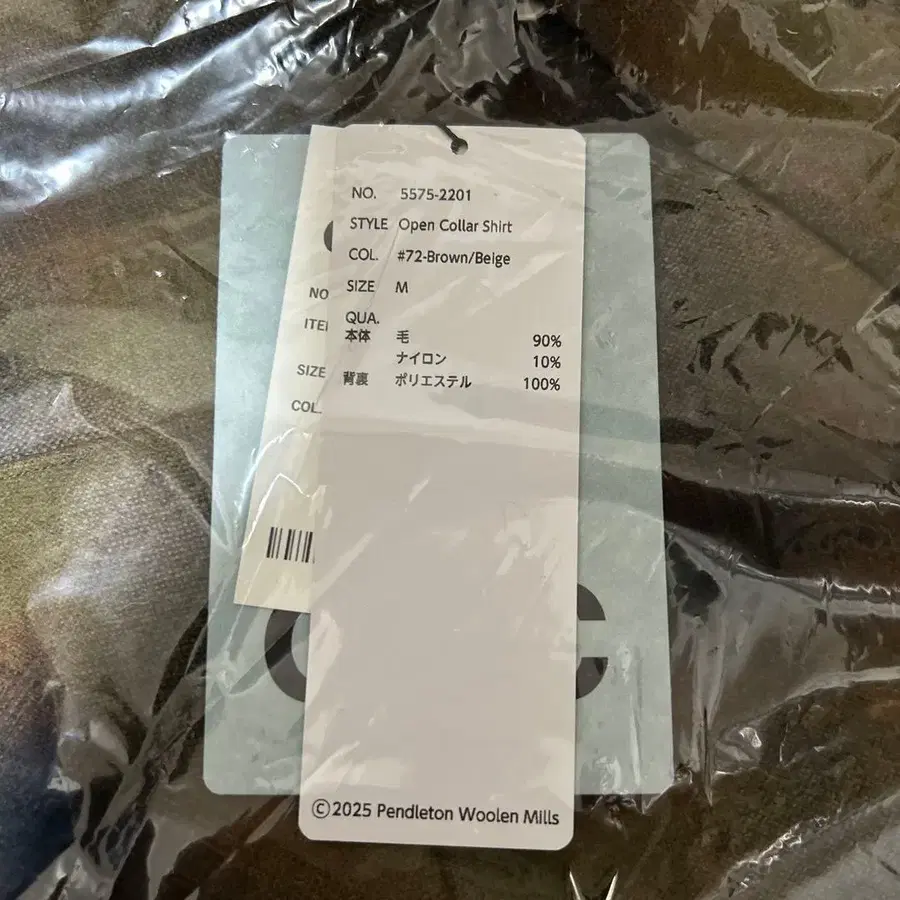 NO. 5575-2201
STYLE Open Collar Shirt
COL. #72-Brown/Beige
SIZE M
QUA.
本体 毛 90%
ナイロン 10%
背裏 ポリエステル 100%
©2025 Pendleton Woolen Mills
NO
SIZE
COL.